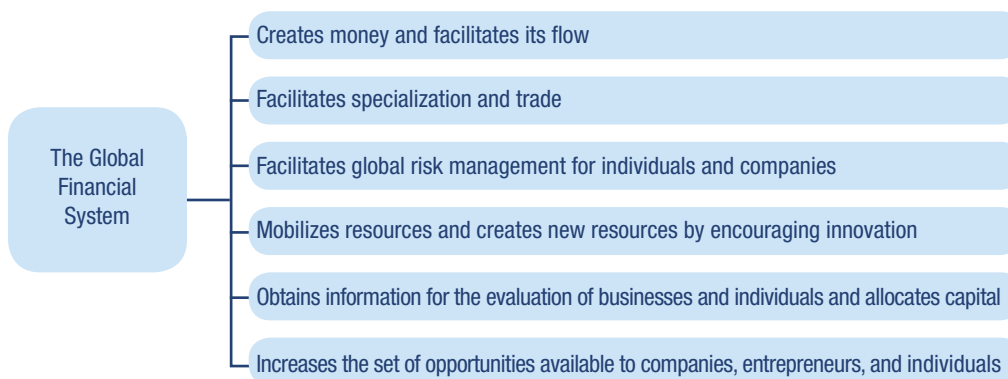 The Global
Financial
System
Creates money and facilitates its flow
Facilitates specialization and trade
Facilitates global risk management for individuals and companies
Mobilizes resources and creates new resources by encouraging innovation
Obtains information for the evaluation of businesses and individuals and allocates capital
Increases the set of opportunities available to companies, entrepreneurs, and individuals